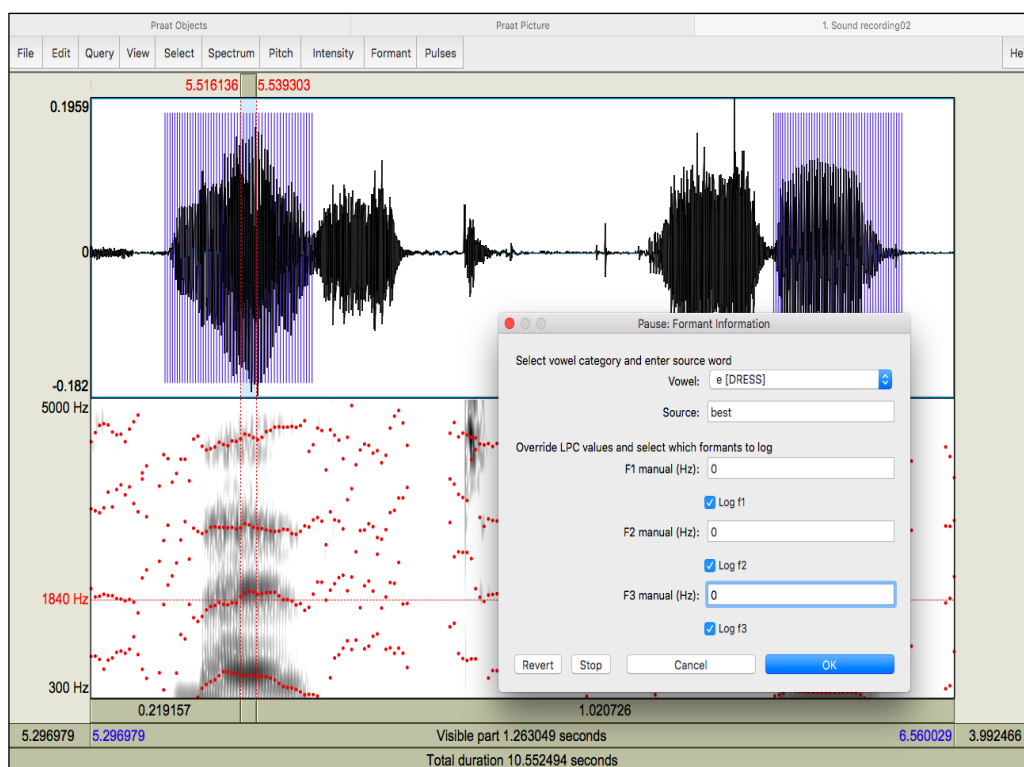 Praat Objects Praat Picture 1. Sound recording02
File Edit Query View Select Spectrum Pitch Intensity Formant Pulses He
5.516136 5.539303
0.1959
0
-0.182
5000 Hz
1840 Hz
300 Hz
Pause: Formant Information
Select vowel category and enter source word
Vowel: e [DRESS]
Source: best
Override LPC values and select which formants to log
F1 manual (Hz): 0
Log f1
F2 manual (Hz): 0
Log f2
F3 manual (Hz): 0
Log f3
Revert Stop Cancel OK
0.219157 1.020726
5.296979 5.296979 Visible part 1.263049 seconds 6.560029 3.992466
Total duration 10.552494 seconds